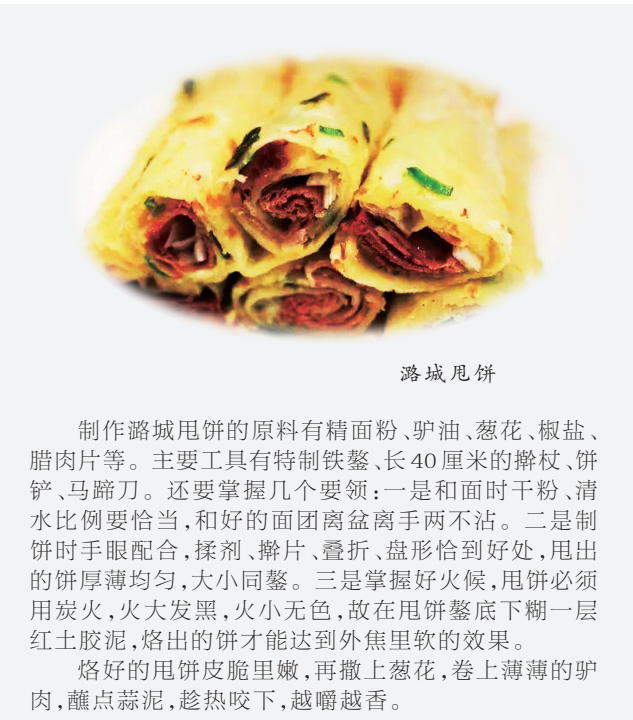 潞城甩饼
制作潞城甩饼的原料有精面粉、驴油、葱花、椒盐、
腊肉片等。主要工具有特制铁鏊、长40厘米的擀杖、饼
铲、马蹄刀。还要掌握几个要领:一是和面时干粉、清
水比例要恰当,和好的面团离盆离手两不沾。二是制
饼时手眼配合,揉剂、擀片、叠折、盘形恰到好处,甩出
的饼厚薄均匀,大小同鏊。三是掌握好火候,甩饼必须
用炭火,火大发黑,火小无色,故在甩饼鏊底下糊一层
红土胶泥,烙出的饼才能达到外焦里软的效果。
烙好的甩饼皮脆里嫩,再撒上葱花,卷上薄薄的驴
肉,蘸点蒜泥,趁热咬下,越嚼越香。